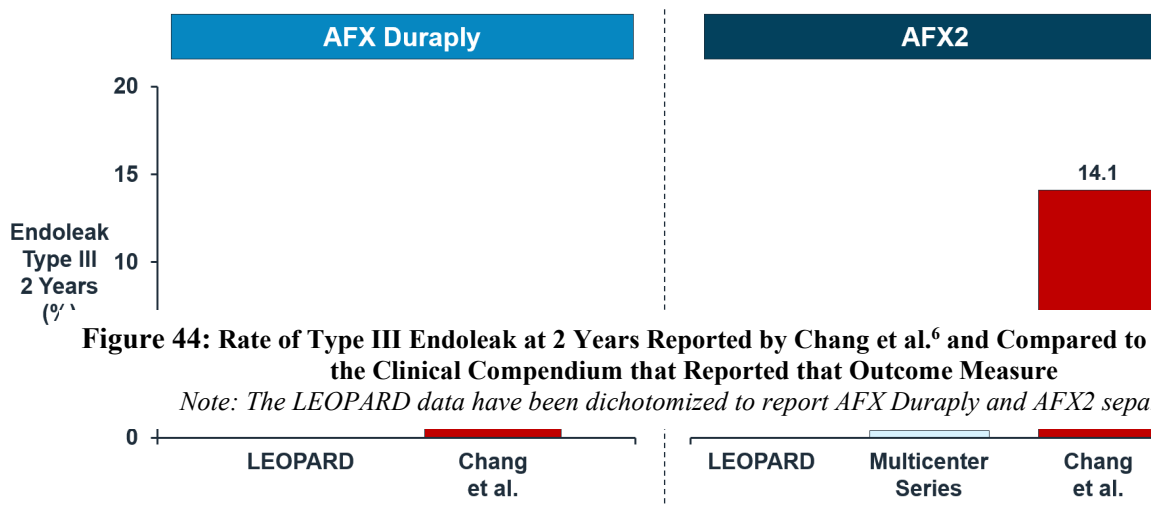 AFX Duraply
AFX2
20
15
14.1
Endoleak
Type III
10
2 Years
Figure 44: Rate of Type III Endoleak at 2 Years Reported by Chang et al.6 and Compared to
the Clinical Compendium that Reported that Outcome Measure
Note: The LEOPARD data have been dichotomized to report AFX Duraply and AFX2 sepa
0
LEOPARD
Chang
et al.
LEOPARD
Multicenter
Series
Chang
et al.